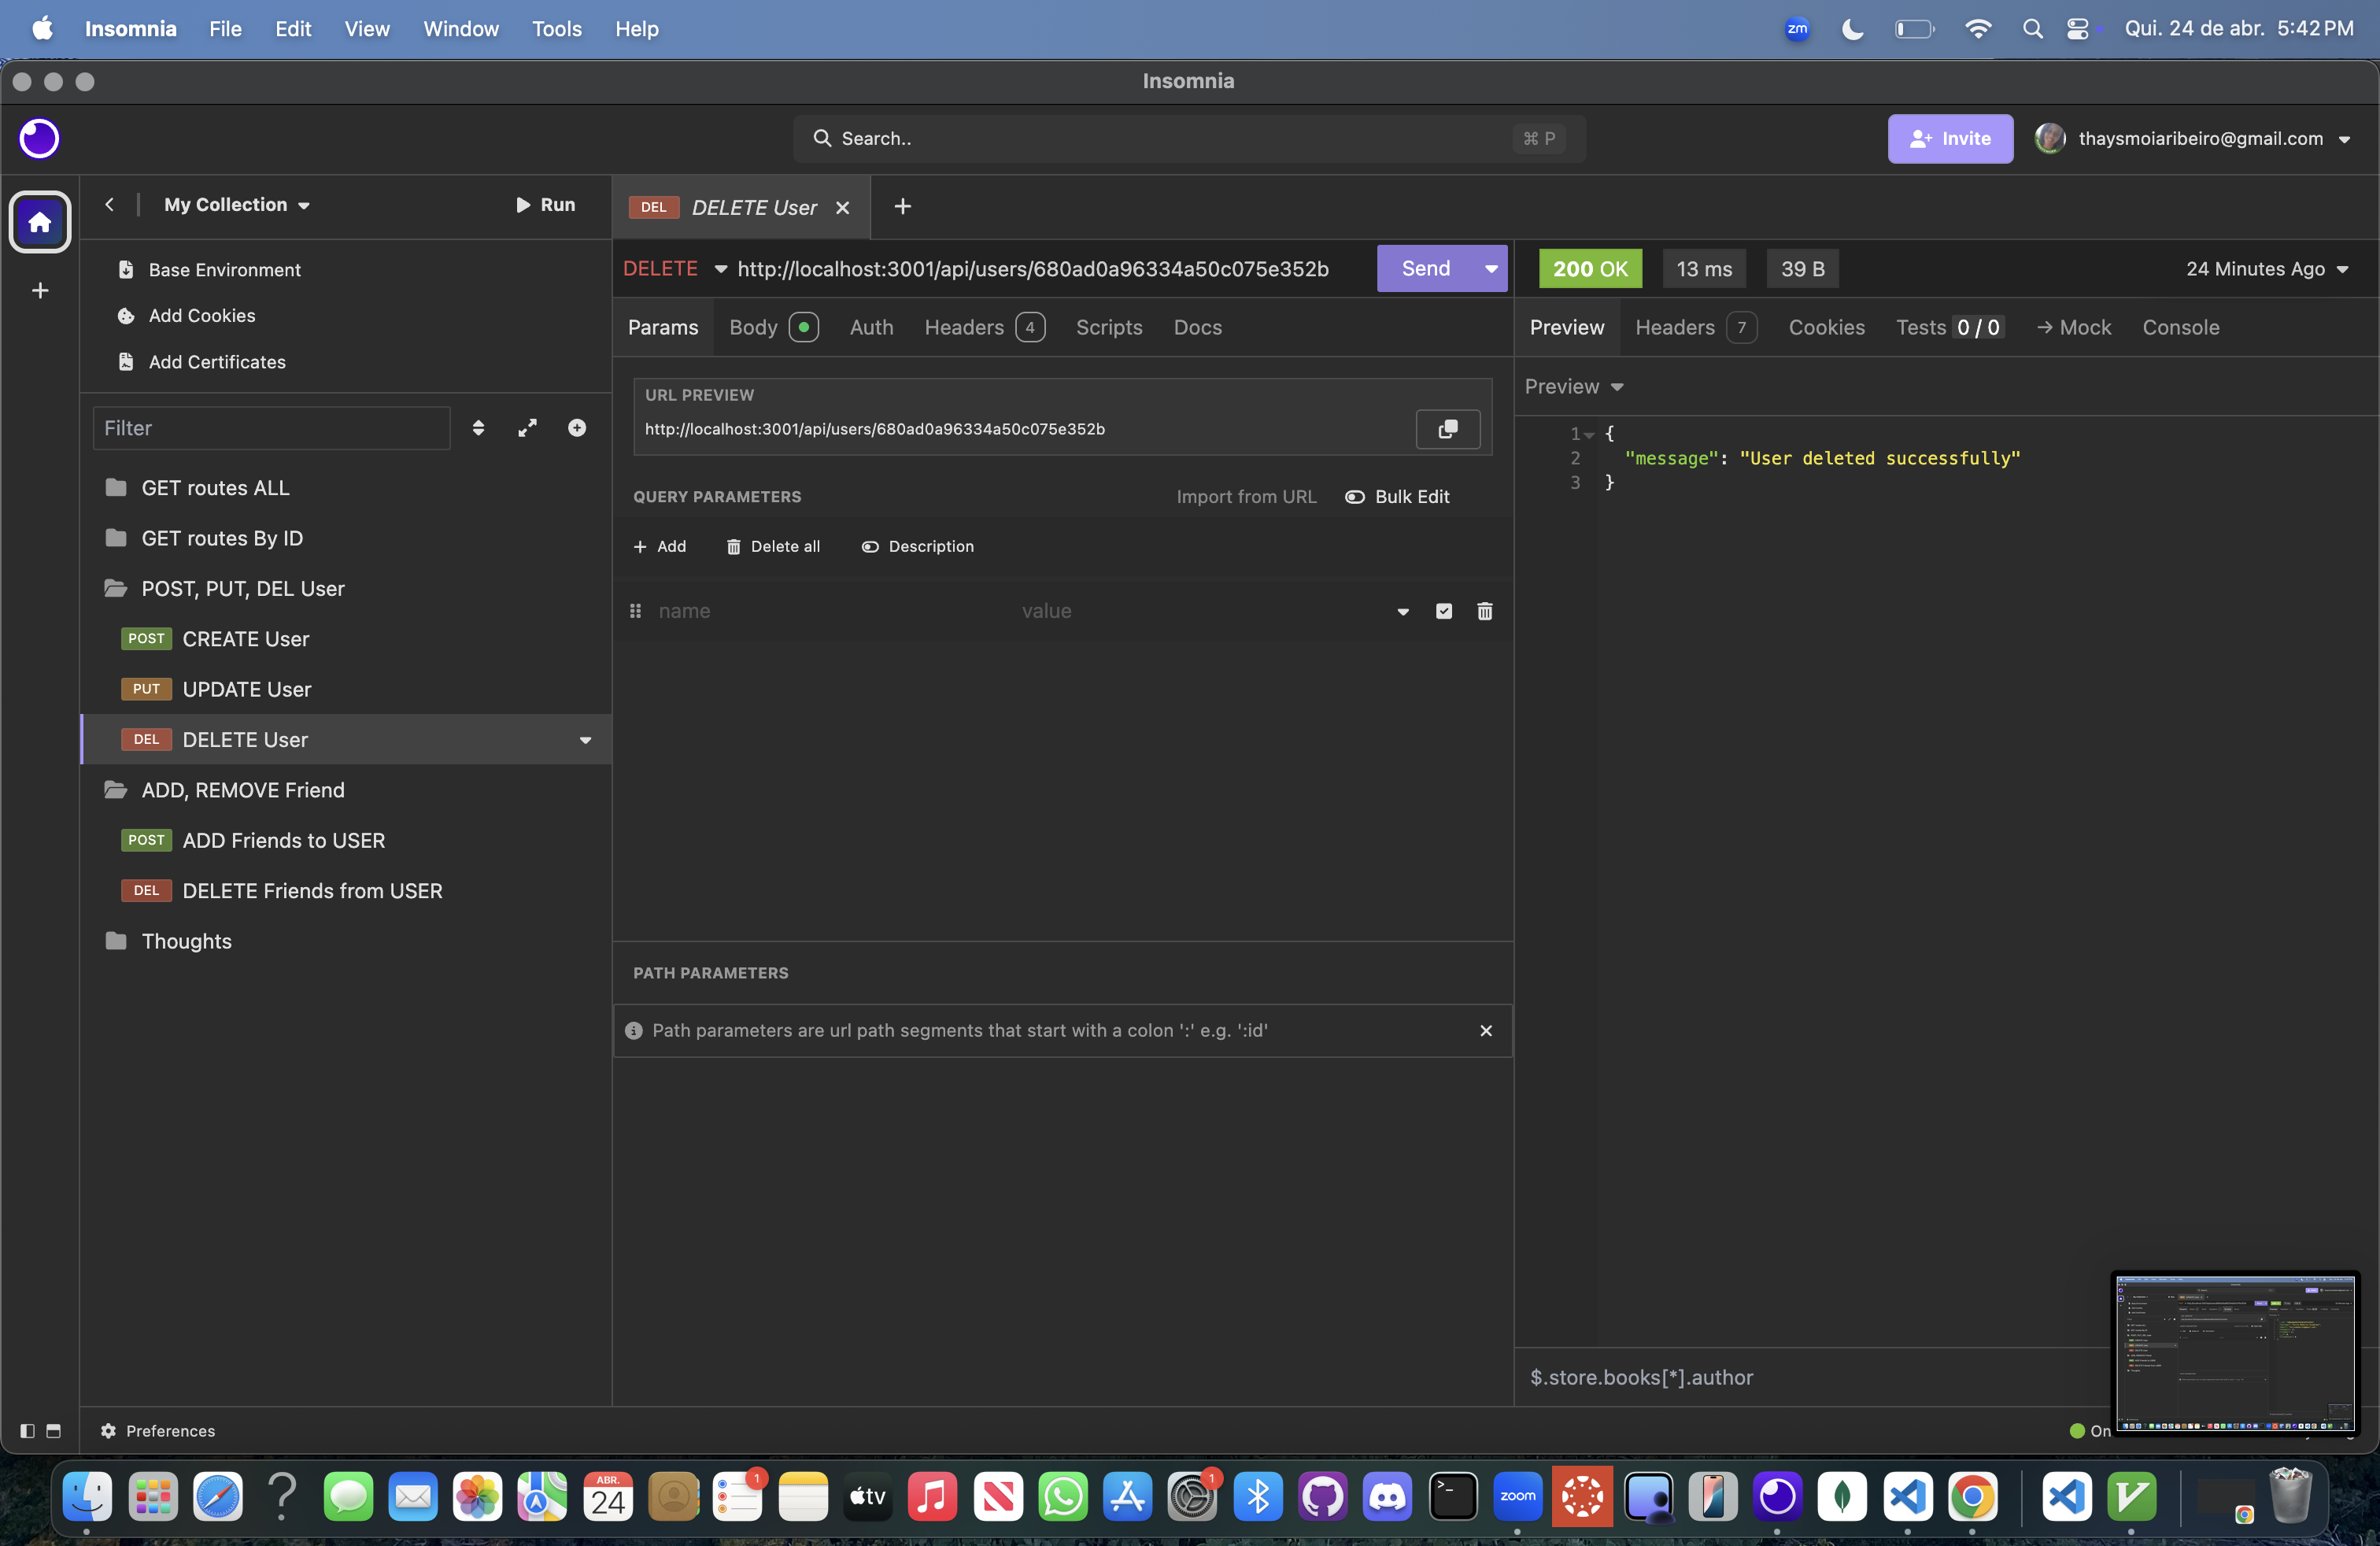 Insomnia File Edit View Window Tools Help zm Qui. 24 de abr. 5:42 PM
Insomnia
Search.. ⌘ P Invite thaysmoiaribeiro@gmail.com
My Collection Run
DEL DELETE User
Base Environment
Add Cookies
Add Certificates
Filter
GET routes ALL
GET routes By ID
POST, PUT, DEL User
POST CREATE User
PUT UPDATE User
DEL DELETE User
ADD, REMOVE Friend
POST ADD Friends to USER
DEL DELETE Friends from USER
Thoughts
DELETE http://localhost:3001/api/users/680ad0a96334a50c075e352b Send
Params Body Auth Headers 4 Scripts Docs
URL PREVIEW
http://localhost:3001/api/users/680ad0a96334a50c075e352b
QUERY PARAMETERS Import from URL Bulk Edit
Add Delete all Description
name value
PATH PARAMETERS
Path parameters are url path segments that start with a colon ':' e.g. ':id'
200 OK 13 ms 39 B 24 Minutes Ago
Preview Headers 7 Cookies Tests 0 / 0 → Mock Console
Preview
1 {
2 "message": "User deleted successfully"
3 }
$.store.books[*].author
Preferences
ABR.
24
1
tv
1
zoom